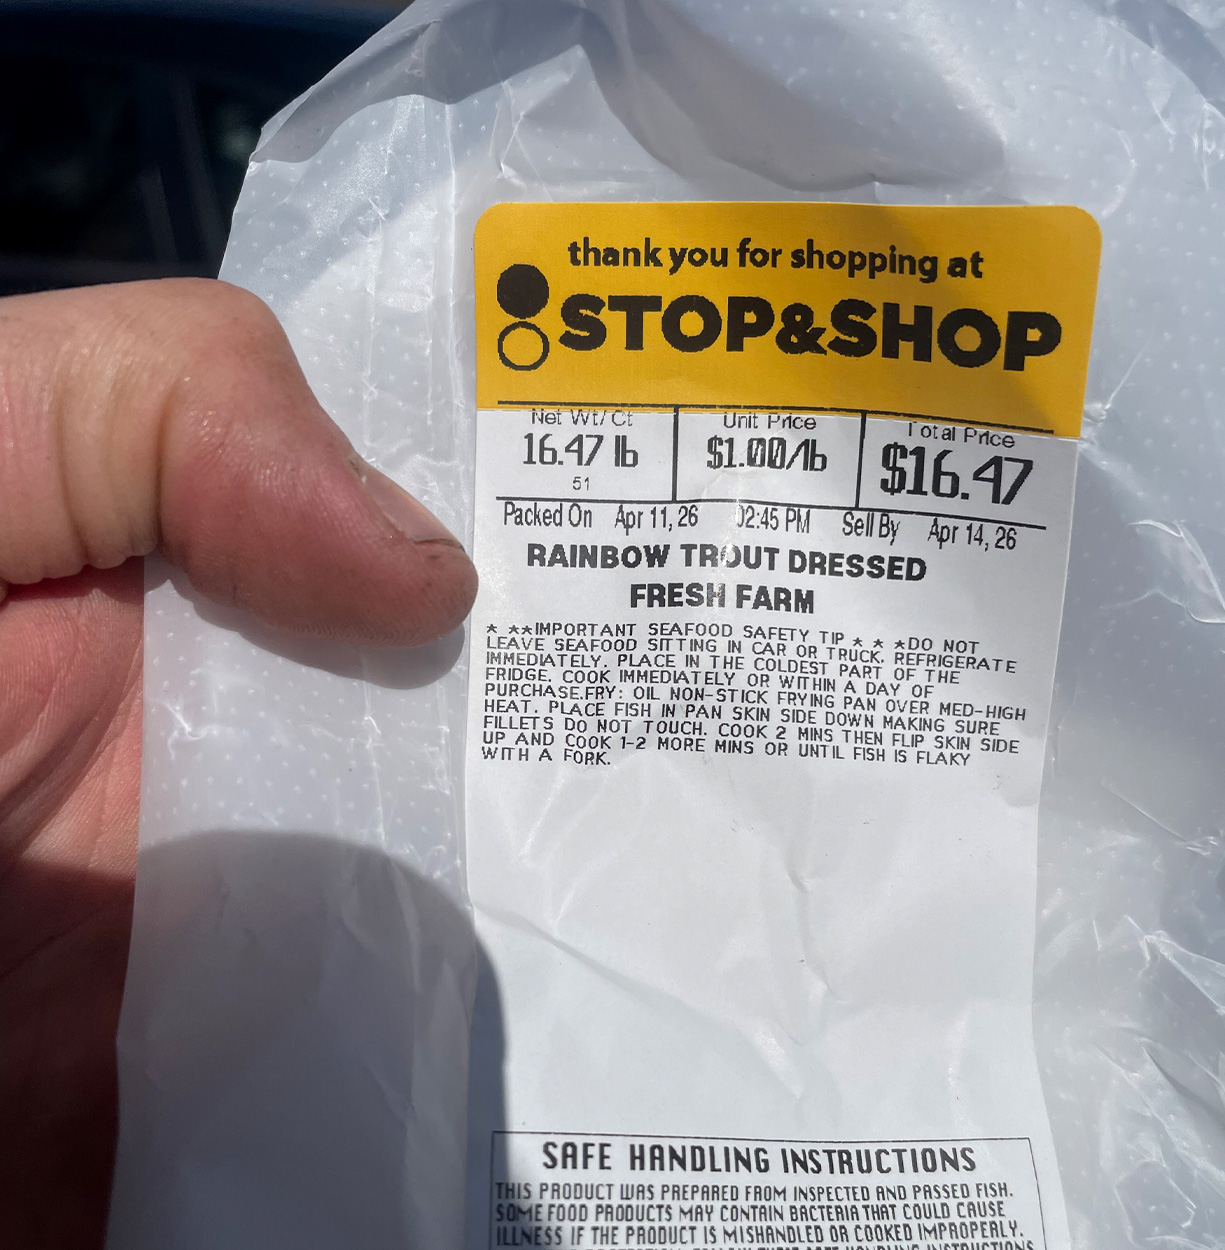 thank you for shopping at
STOP&SHOP
Net Wt/Ct Unit Price Total Price
16.47 lb $1.00/lb $16.47
51
Packed On Apr 11, 26 02:45 PM Sell By Apr 14, 26
RAINBOW TROUT DRESSED
FRESH FARM
* **IMPORTANT SEAFOOD SAFETY TIP * * *DO NOT
LEAVE SEAFOOD SITTING IN CAR OR TRUCK. REFRIGERATE
IMMEDIATELY. PLACE IN THE COLDEST PART OF THE
FRIDGE. COOK IMMEDIATELY OR WITHIN A DAY OF
PURCHASE.FRY: OIL NON-STICK FRYING PAN OVER MED-HIGH
HEAT. PLACE FISH IN PAN SKIN SIDE DOWN MAKING SURE
FILLETS DO NOT TOUCH. COOK 2 MINS THEN FLIP SKIN SIDE
UP AND COOK 1-2 MORE MINS OR UNTIL FISH IS FLAKY
WITH A FORK.
SAFE HANDLING INSTRUCTIONS
THIS PRODUCT WAS PREPARED FROM INSPECTED AND PASSED FISH.
SOME FOOD PRODUCTS MAY CONTAIN BACTERIA THAT COULD CAUSE
ILLNESS IF THE PRODUCT IS MISHANDLED OR COOKED IMPROPERLY.